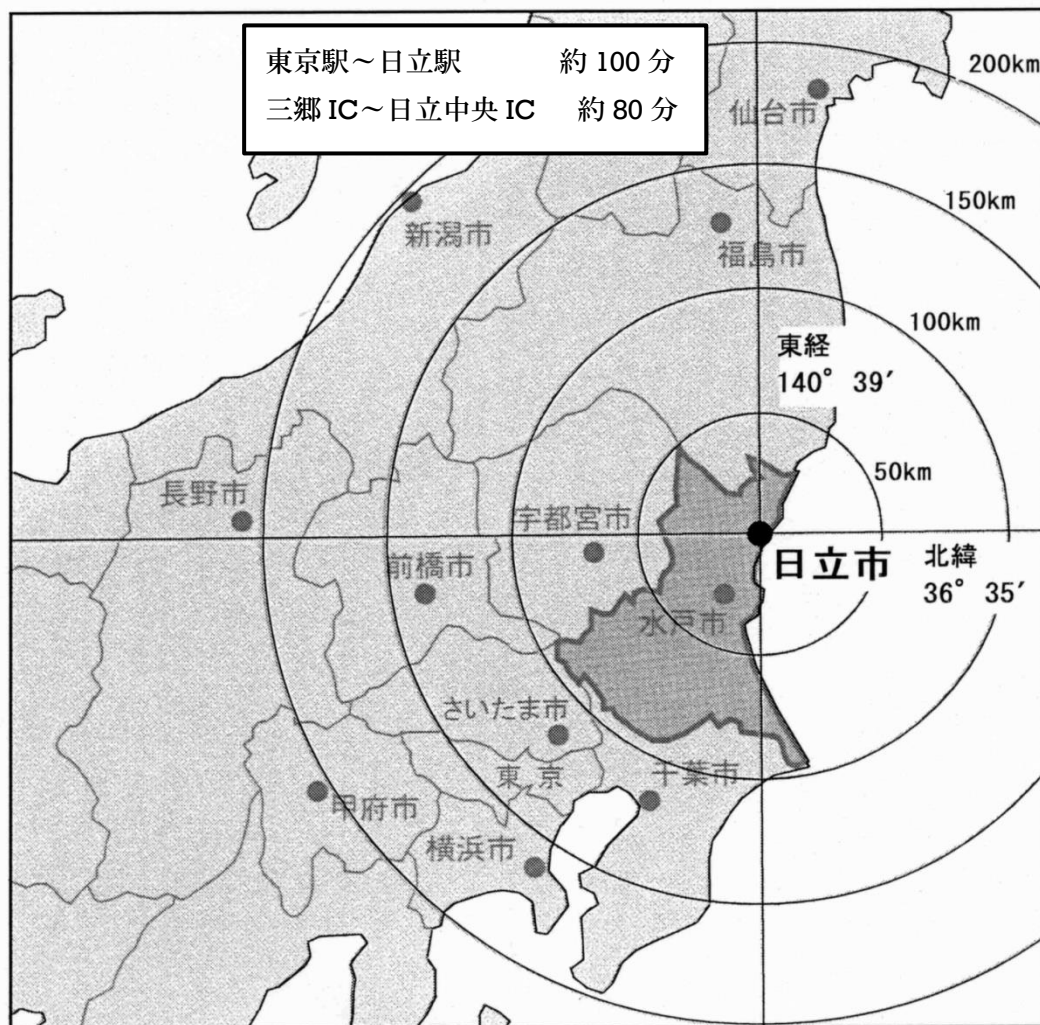 東京駅~日立駅 約 100 分
三郷 IC~日立中央 IC 約 80 分
200km
仙台市
150km
新潟市
福島市
100km
東経
140° 39′
50km
長野市
宇都宮市
前橋市
日立市
北緯
36° 35′
水戸市
さいたま市
東京
千葉市
甲府市
横浜市